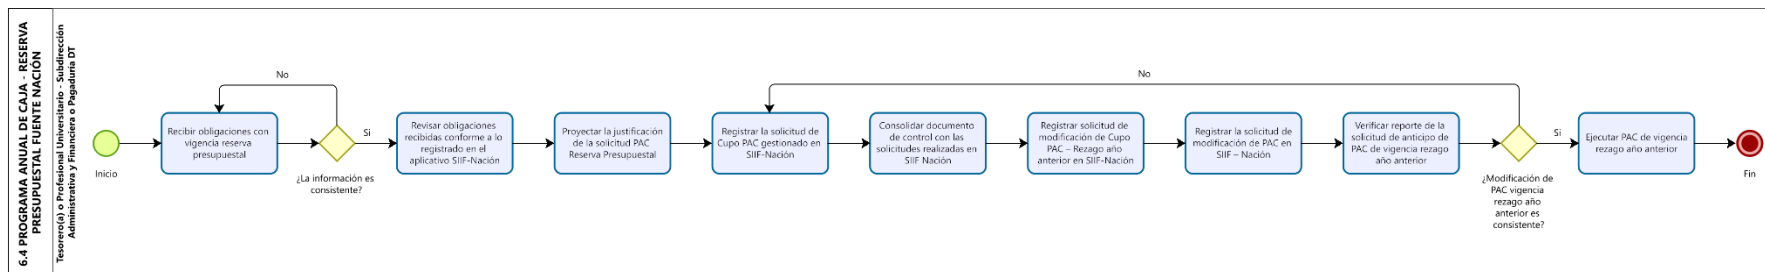 6.4 PROGRAMA ANUAL DE CAJA - RESERVA
PRESUPUESTAL FUENTE NACIÓN
Tesorero(a) o Profesional Universitario - Subdirección
Administrativa y Financiera o Pagaduría DT
Inicio
Recibir obligaciones con
vigencia reserva
presupuestal
No
¿La información es
consistente?
Si
Revisar obligaciones
recibidas conforme a lo
registrado en el
aplicativo SIIF-Nación
Proyectar la justificación
de la solicitud PAC
Reserva Presupuestal
Registrar la solicitud de
Cupo PAC gestionado en
SIIF-Nación
Consolidar documento
de control con las
solicitudes realizadas en
SIIF Nación
Registrar solicitud de
modificación de Cupo
PAC – Rezago año
anterior en SIIF-Nación
Registrar la solicitud de
modificación de PAC en
SIIF – Nación
Verificar reporte de la
solicitud de anticipo de
PAC de vigencia rezago
año anterior
No
¿Modificación de
PAC vigencia
rezago año
anterior es
consistente?
Si
Ejecutar PAC de vigencia
rezago año anterior
Fin